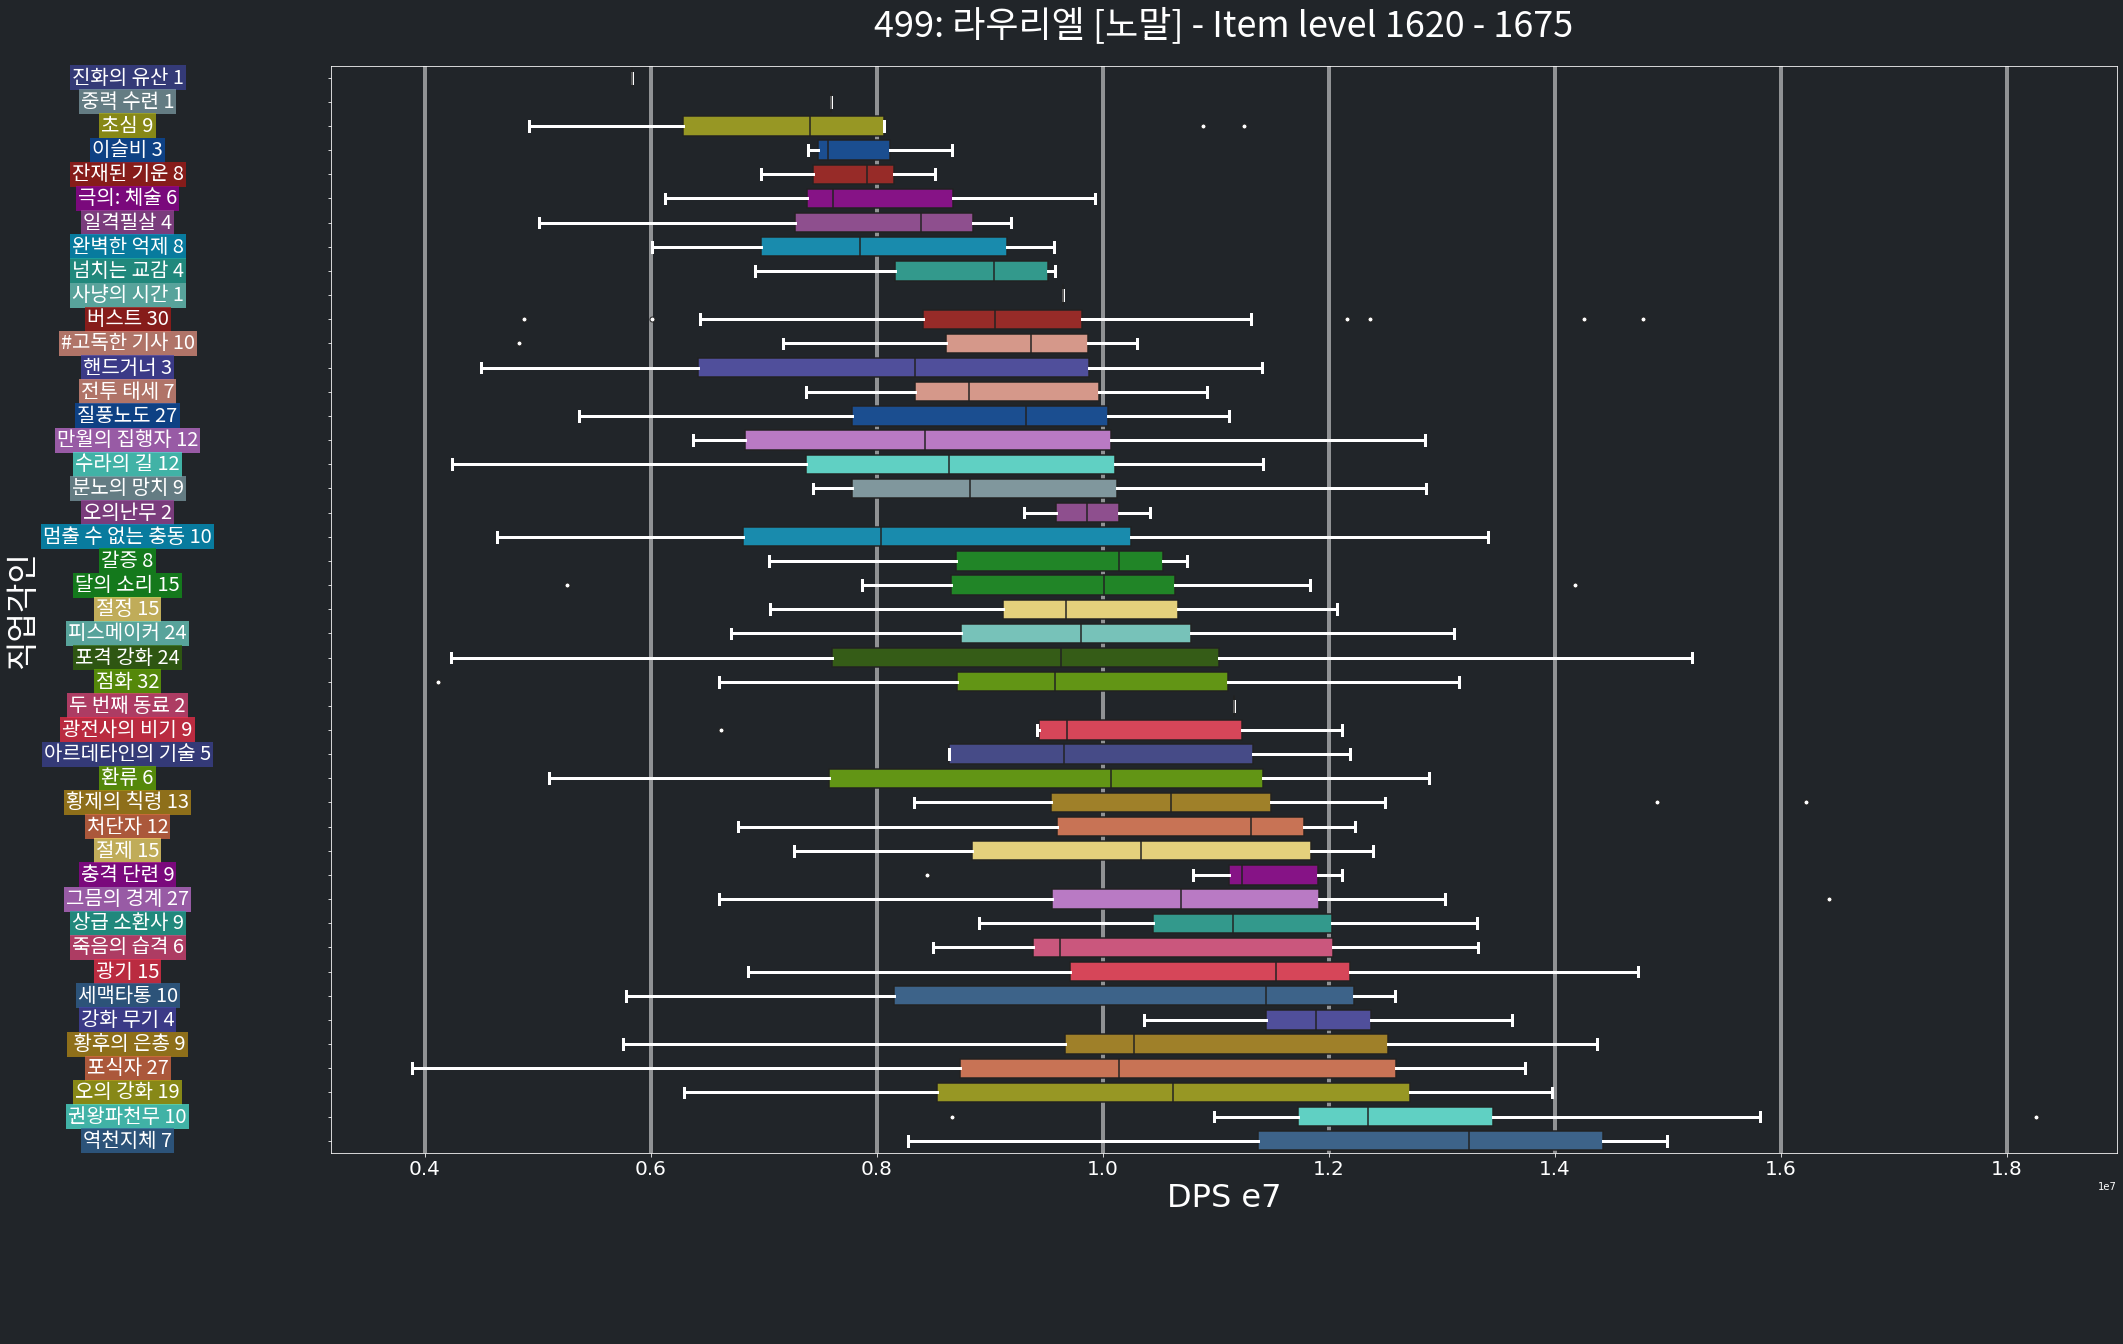 499: 라우리엘 [노말] - Item level 1620 - 1675
진화의 유산 1
중력 수련 1
초심 9
이슬비 3
잔재된 기운 8
극의: 체술 6
일격필살 4
완벽한 억제 8
넘치는 교감 4
사냥의 시간 1
버스트 30
#고독한 기사 10
핸드거너 3
전투 태세 7
질풍노도 27
만월의 집행자 12
수라의 길 12
분노의 망치 9
오의난무 2
멈출 수 없는 충동 10
갈증 8
달의 소리 15
절정 15
피스메이커 24
포격 강화 24
점화 32
두 번째 동료 2
광전사의 비기 9
아르데타인의 기술 5
환류 6
황제의 칙령 13
처단자 12
절제 15
충격 단련 9
그믐의 경계 27
상급 소환사 9
죽음의 습격 6
광기 15
세맥타통 10
강화 무기 4
황후의 은총 9
포식자 27
오의 강화 19
권왕파천무 10
역천지체 7
직업각인
0.4 0.6 0.8 1.0 1.2 1.4 1.6 1.8
1e7
DPS e7